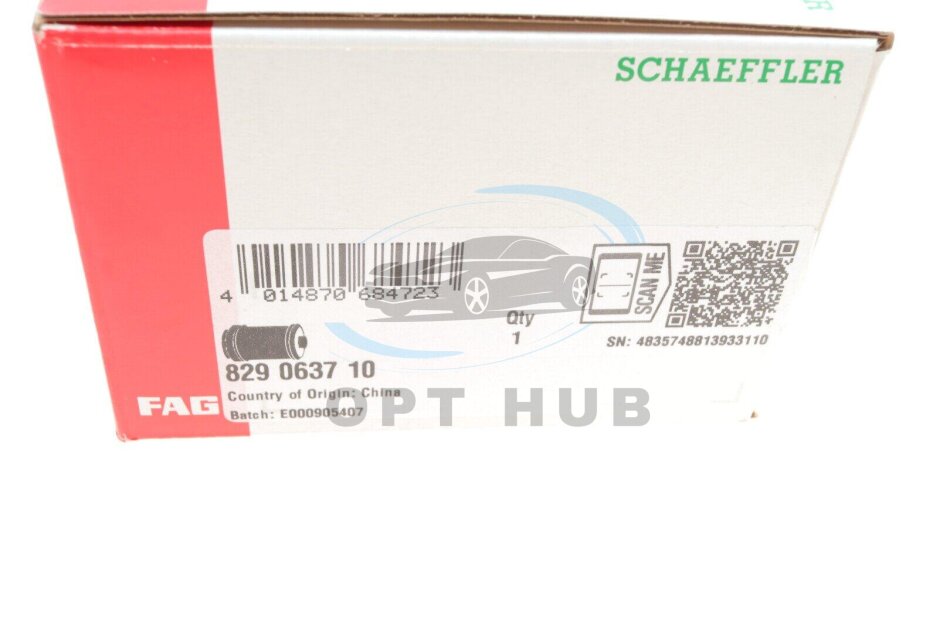 SCHAEFFLER
4 014870 684723
SCAN ME
Qty
1
SN: 4835748813933110
829 0637 10
Country of Origin: China
Batch: E000905407
FAG
OPT HUB